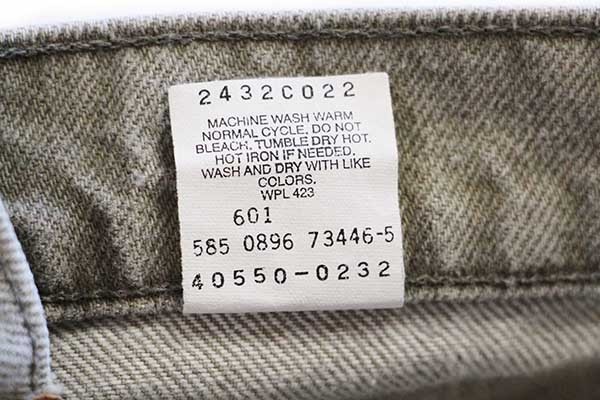 2432C022
MACHINE WASH WARM
NORMAL CYCLE. DO NOT
BLEACH. TUMBLE DRY HOT.
HOT IRON IF NEEDED.
WASH AND DRY WITH LIKE
COLORS.
WPL 423
601
585 0896 73446-5
40550-0232